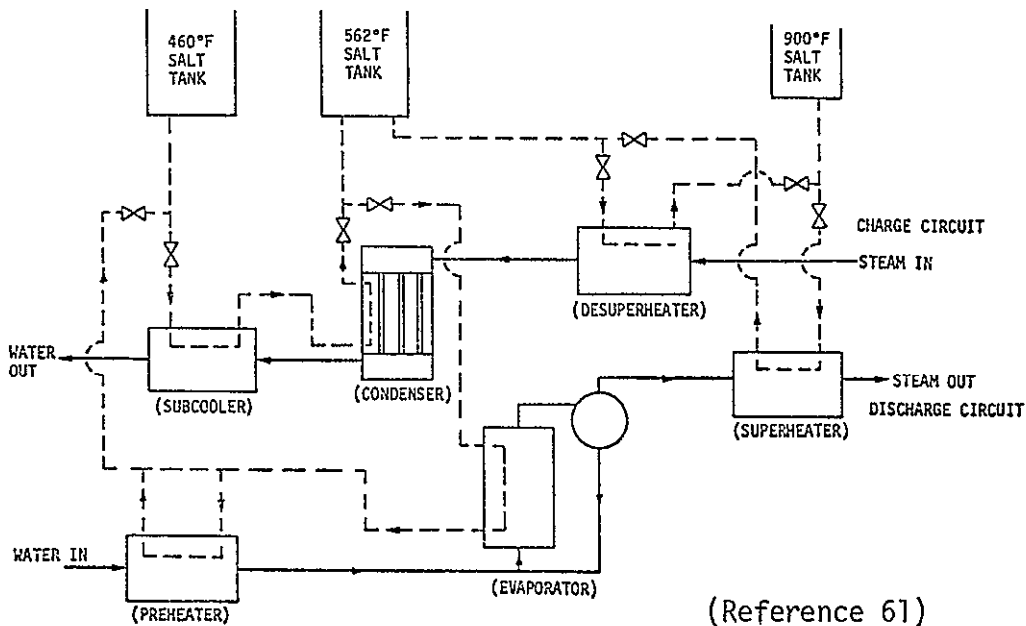 460°F
SALT
TANK
562°F
SALT
TANK
900°F
SALT
TANK
CHARGE CIRCUIT
STEAM IN
(DESUPERHEATER)
WATER
OUT
(SUBCOOLER)
(CONDENSER)
STEAM OUT
DISCHARGE CIRCUIT
(SUPERHEATER)
WATER IN
(EVAPORATOR)
(PREHEATER)
(Reference 61)